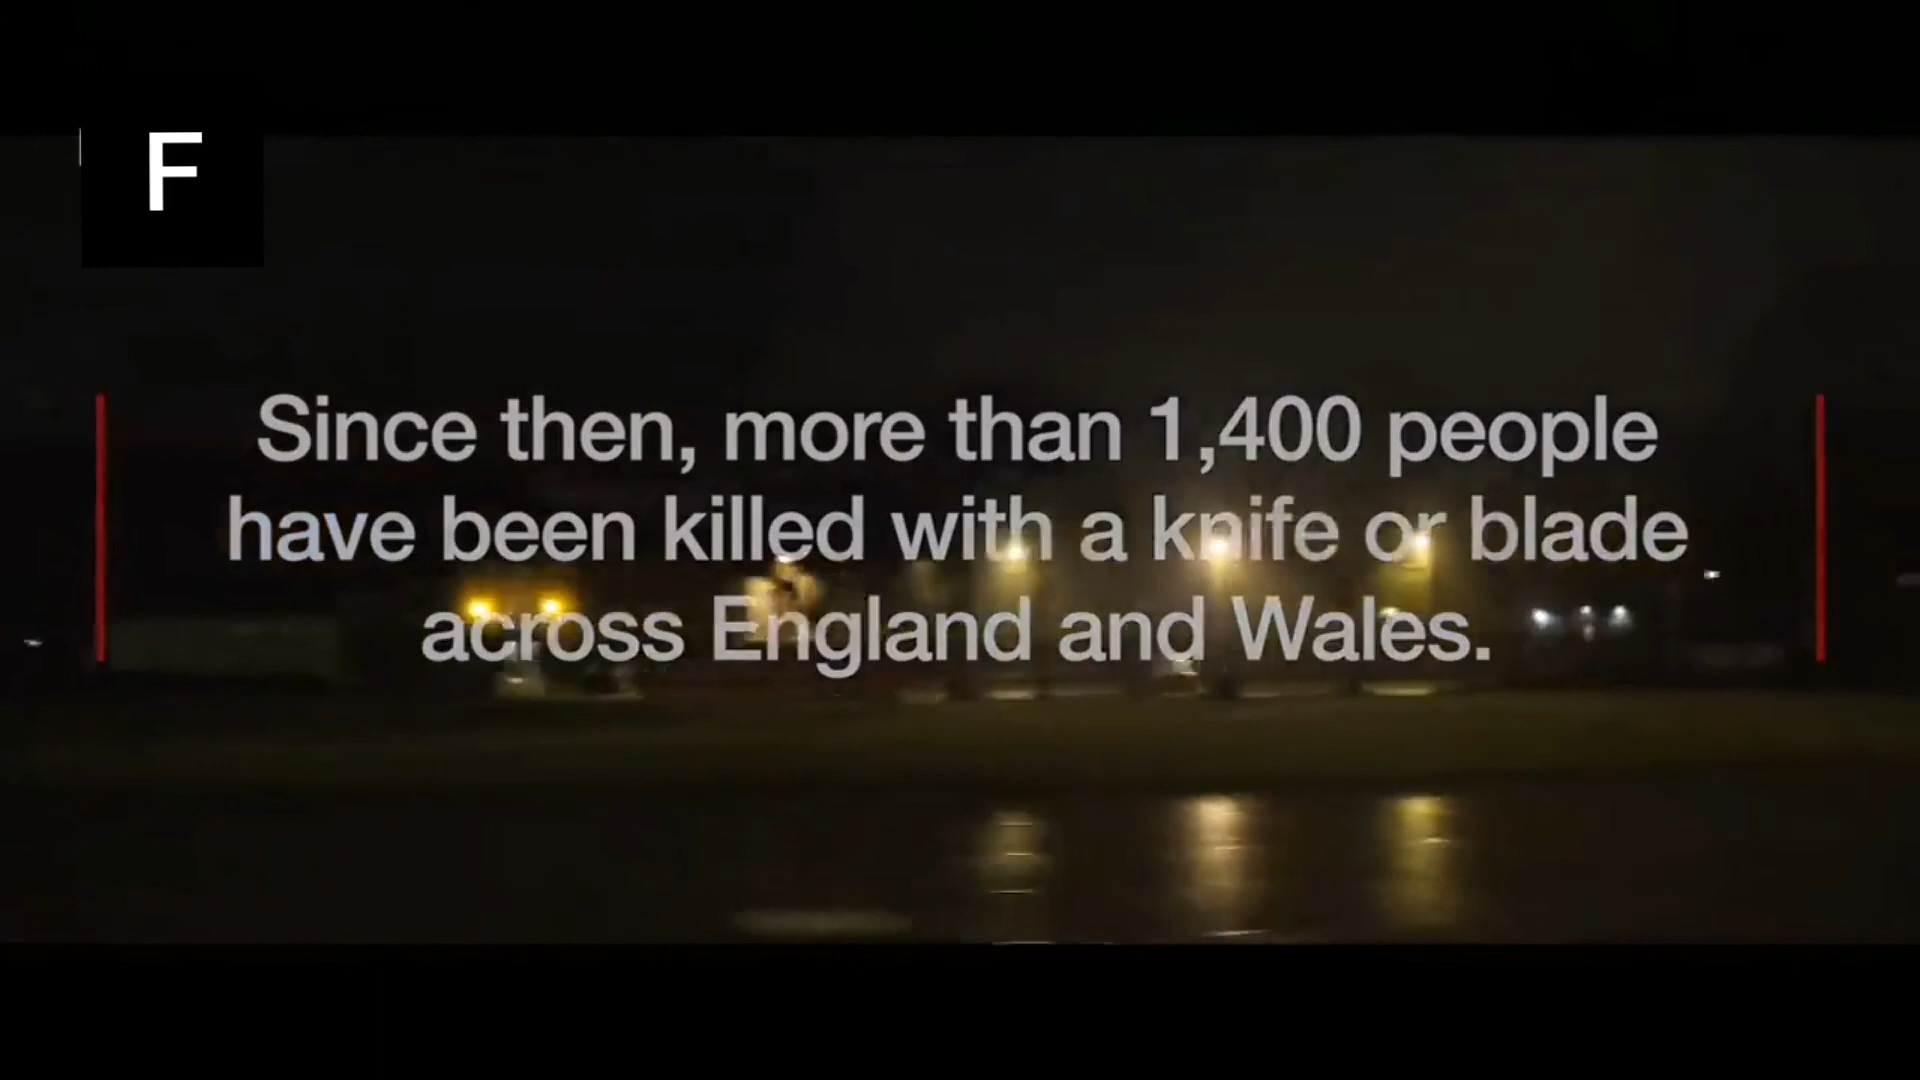 F
Since then, more than 1,400 people
have been killed with a knife or blade
across England and Wales.